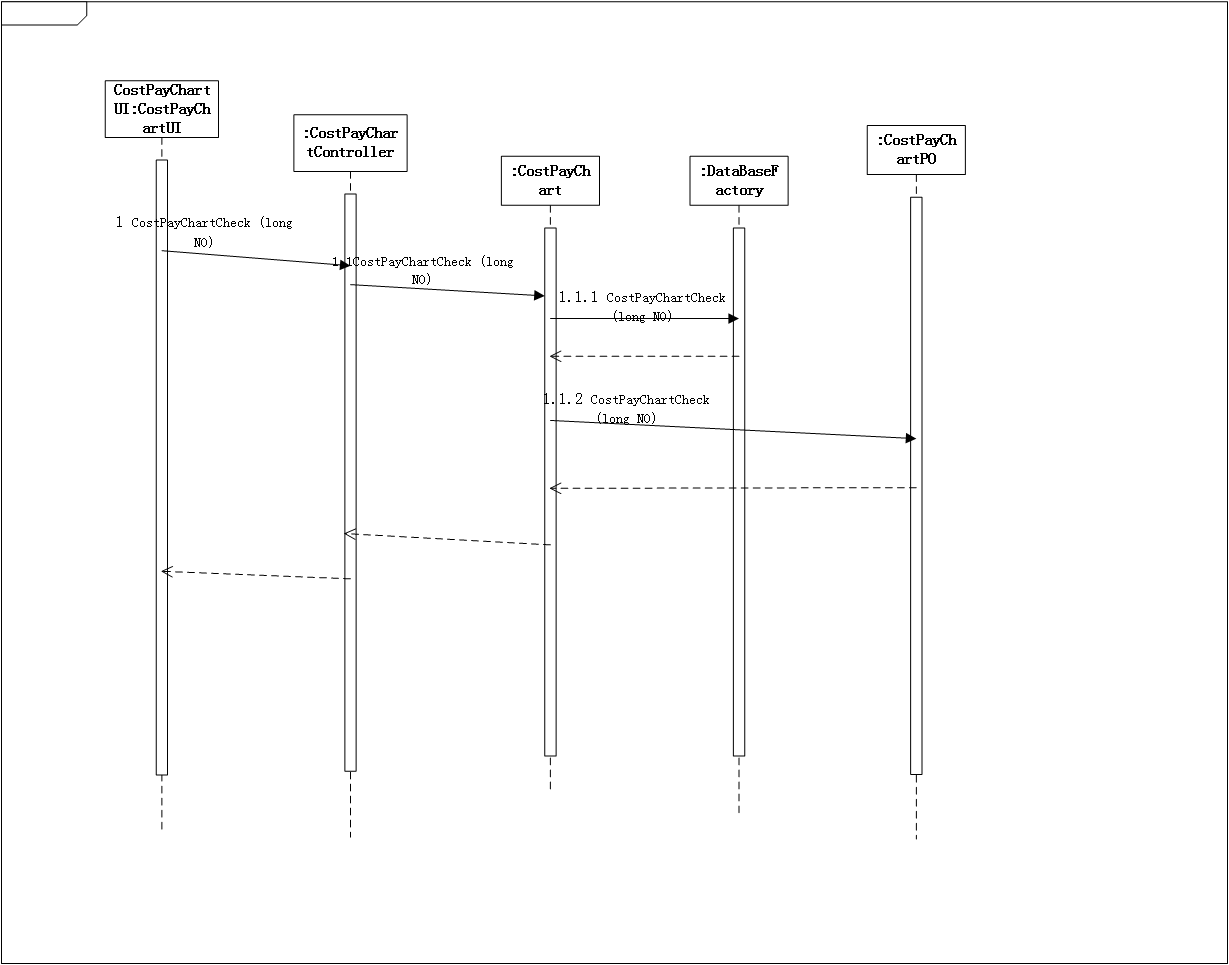 CostPayChart
UI:CostPayCh
artUI
:CostPayChar
tController
:CostPayCh
art
:DataBaseF
actory
:CostPayCh
artPO
1 CostPayChartCheck (long
NO)
1.1CostPayChartCheck (long
NO)
1.1.1 CostPayChartCheck
(long NO)
1.1.2 CostPayChartCheck
(long NO)